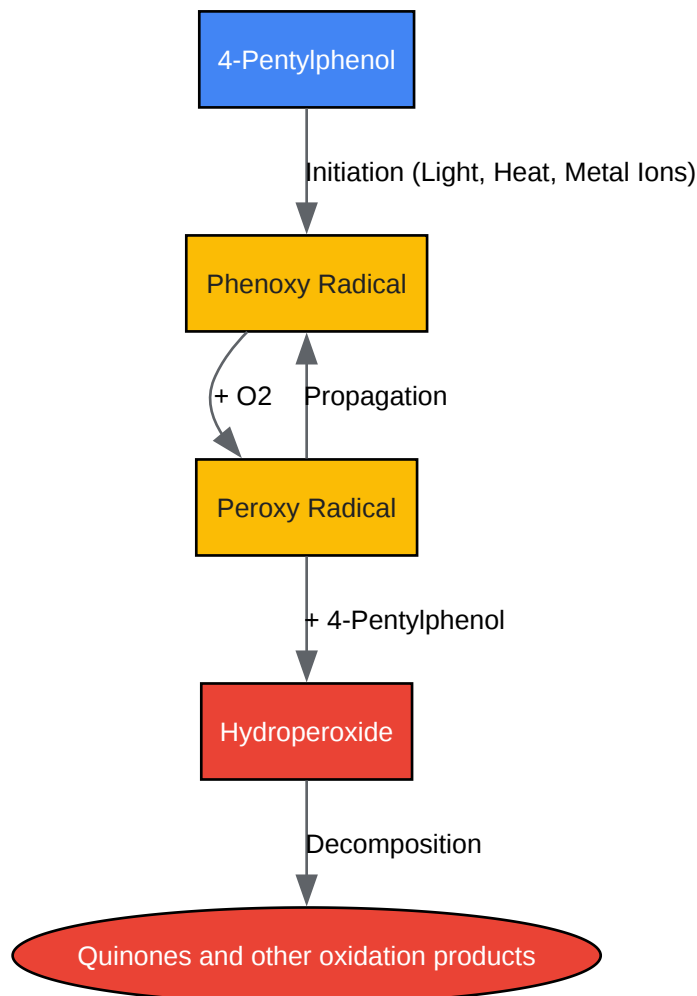 4-Pentylphenol
Initiation (Light, Heat, Metal Ions)
Phenoxy Radical
+ O2
Propagation
Peroxy Radical
+ 4-Pentylphenol
Hydroperoxide
Decomposition
Quinones and other oxidation products